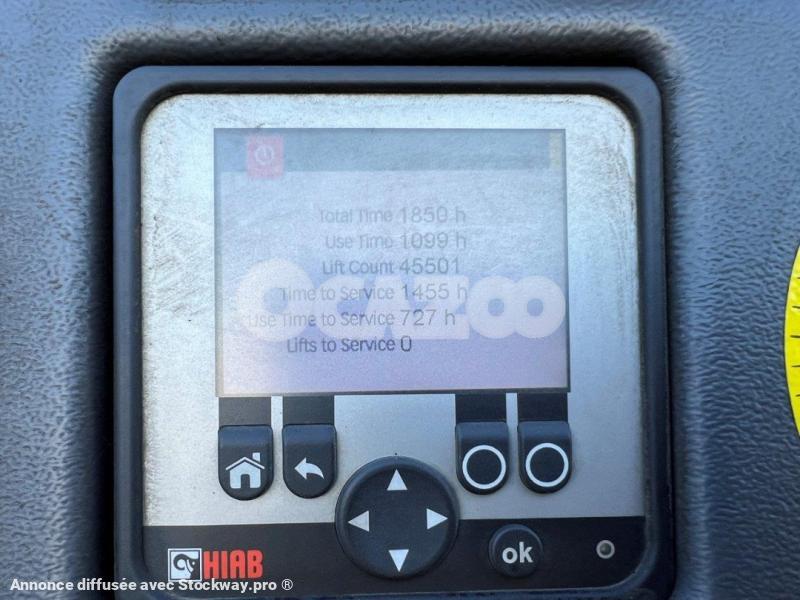 Total Time 1850 h
Use Time 1099 h
Lift Count 45501
Time to Service 1455 h
Use Time to Service 727 h
Lifts to Service 0
Ocazoo
ok
HIAB
Annonce diffusée avec Stockway.pro ®